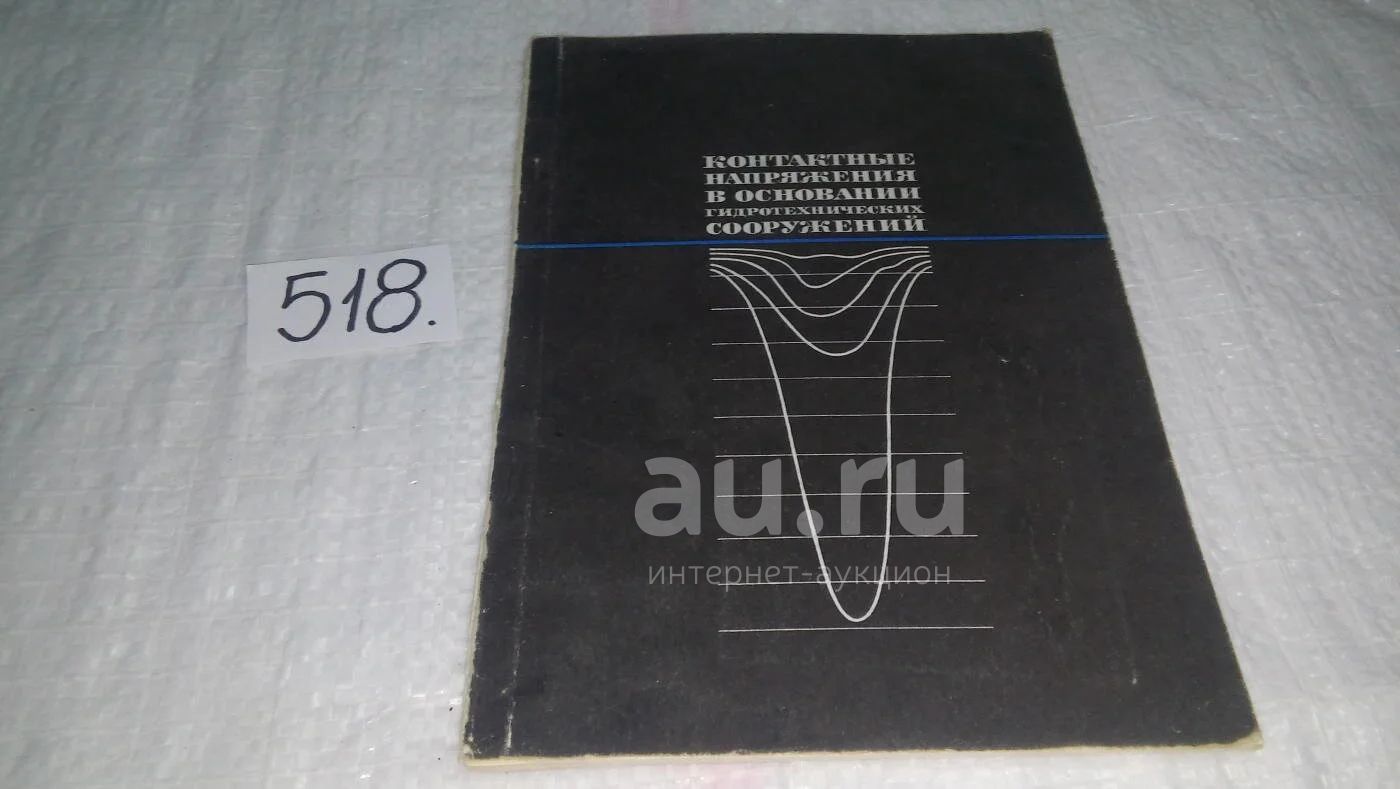 КОНТАКТНЫЕ
НАПРЯЖЕНИЯ
В ОСНОВАНИИ
ГИДРОТЕХНИЧЕСКИХ
СООРУЖЕНИЙ
518.
au.ru
интернет-аукцион